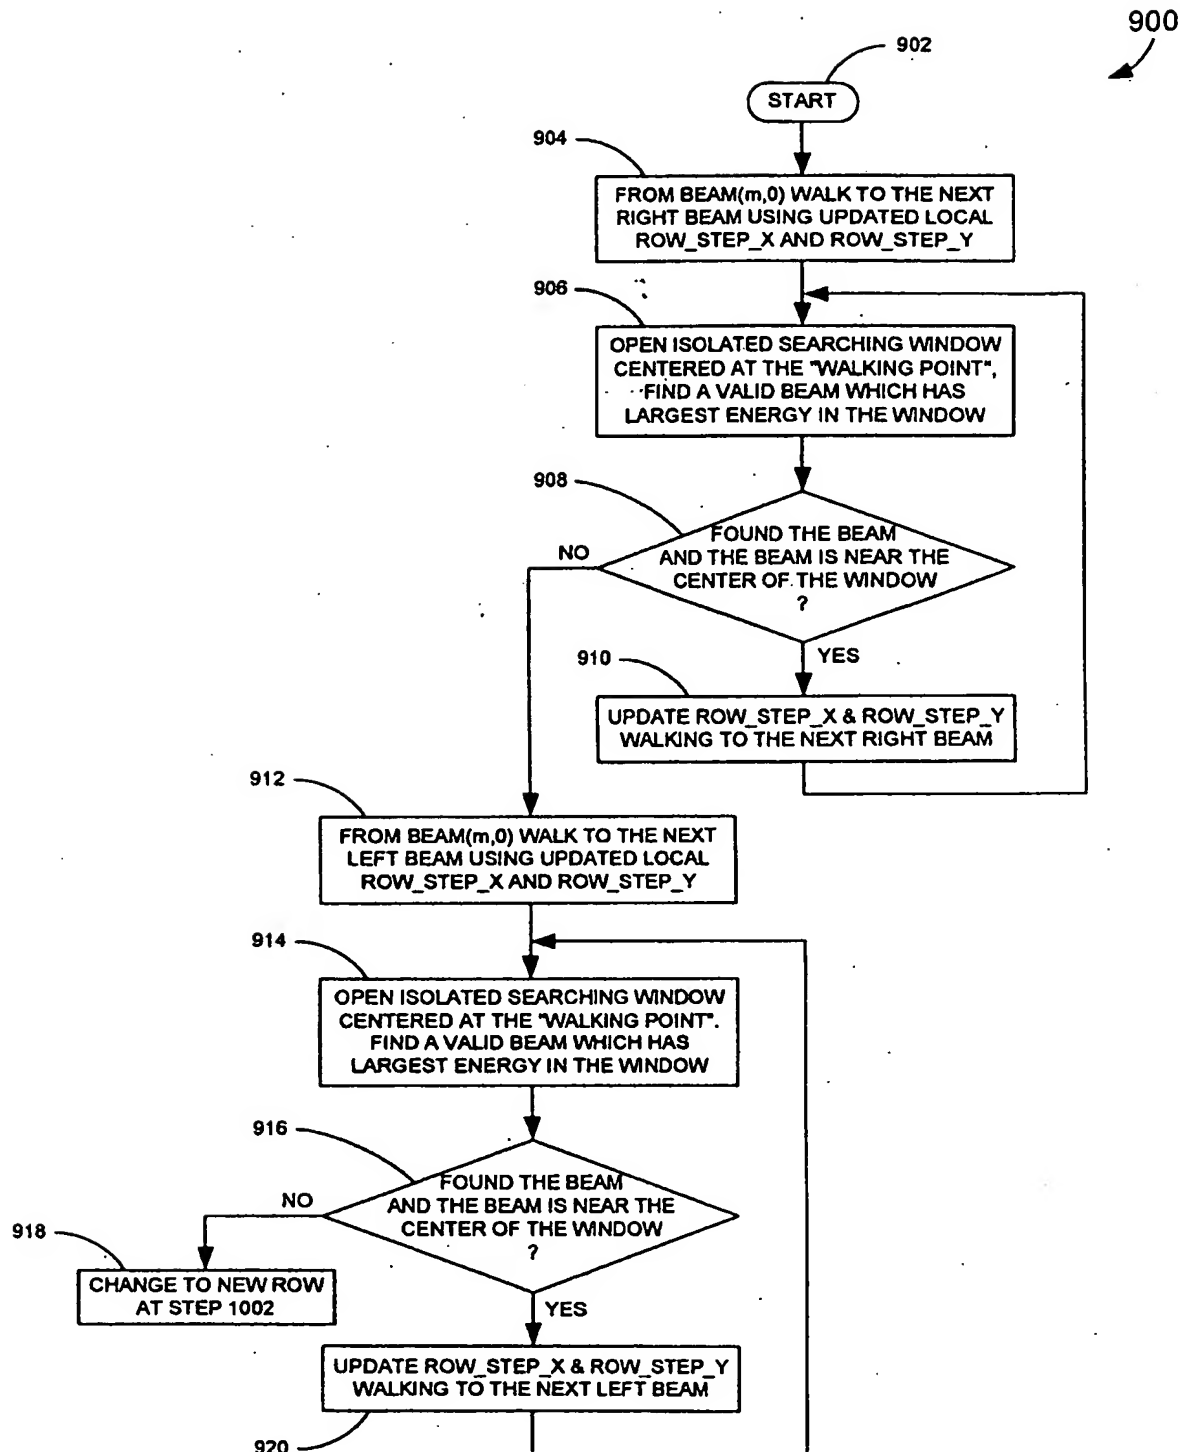 900
902
START
904
FROM BEAM(m,0) WALK TO THE NEXT
RIGHT BEAM USING UPDATED LOCAL
ROW_STEP_X AND ROW_STEP_Y
906
OPEN ISOLATED SEARCHING WINDOW
CENTERED AT THE "WALKING POINT",
FIND A VALID BEAM WHICH HAS
LARGEST ENERGY IN THE WINDOW
908
FOUND THE BEAM
AND THE BEAM IS NEAR THE
CENTER OF THE WINDOW
?
NO
YES
910
UPDATE ROW_STEP_X & ROW_STEP_Y
WALKING TO THE NEXT RIGHT BEAM
912
FROM BEAM(m,0) WALK TO THE NEXT
LEFT BEAM USING UPDATED LOCAL
ROW_STEP_X AND ROW_STEP_Y
914
OPEN ISOLATED SEARCHING WINDOW
CENTERED AT THE "WALKING POINT".
FIND A VALID BEAM WHICH HAS
LARGEST ENERGY IN THE WINDOW
916
FOUND THE BEAM
AND THE BEAM IS NEAR THE
CENTER OF THE WINDOW
?
NO
918
CHANGE TO NEW ROW
AT STEP 1002
YES
UPDATE ROW_STEP_X & ROW_STEP_Y
WALKING TO THE NEXT LEFT BEAM
920